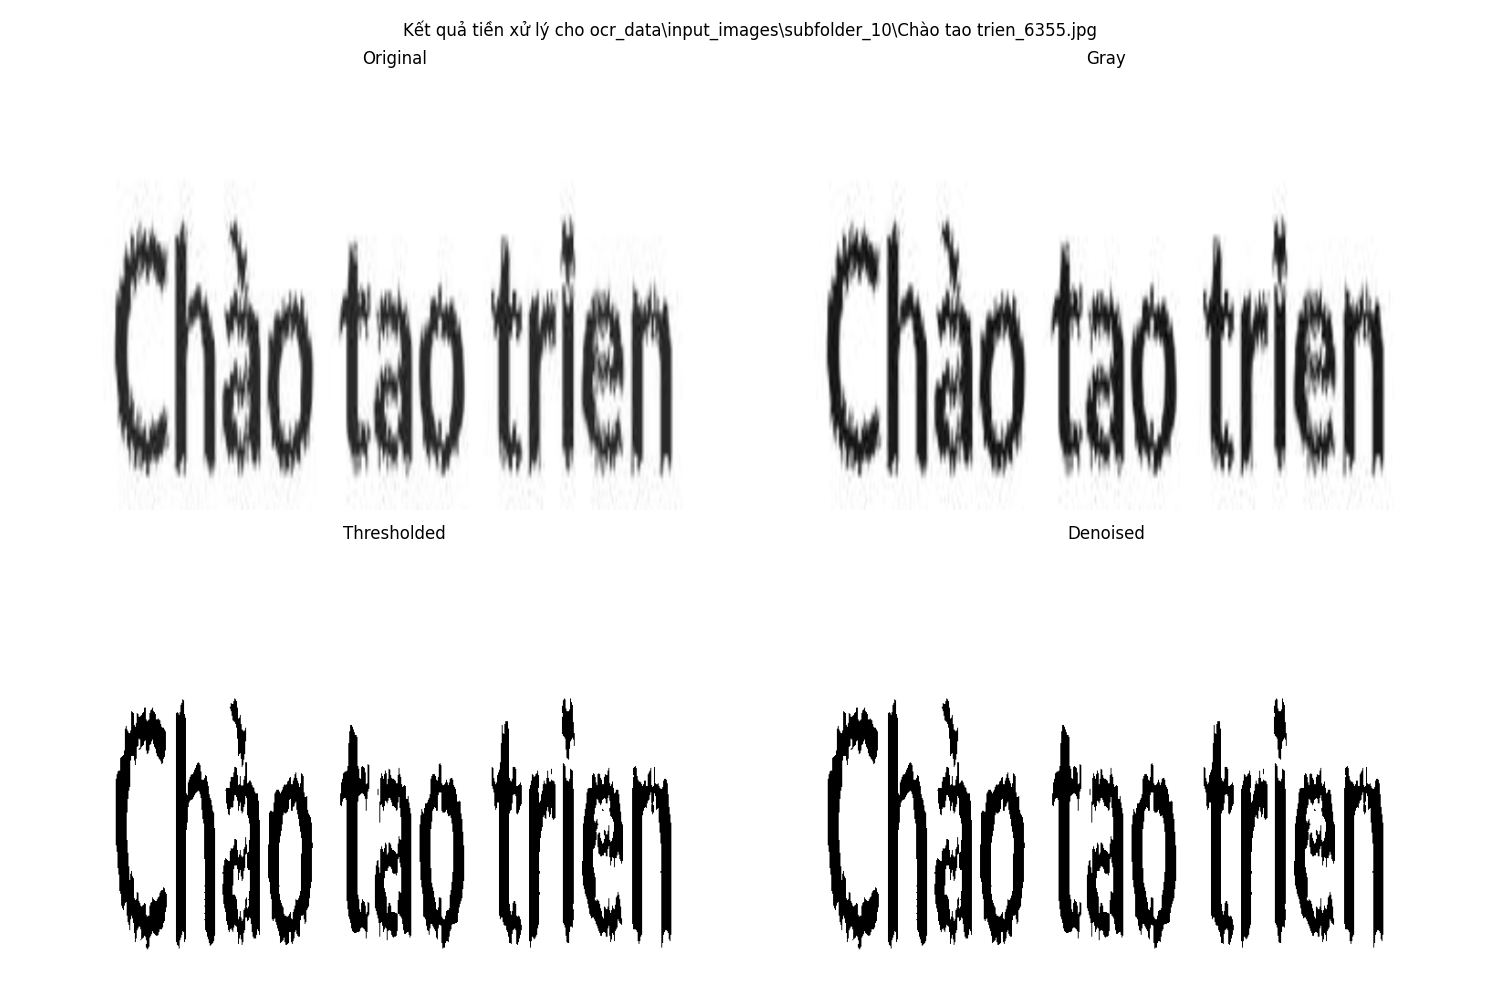 Kết quả tiền xử lý cho ocr_data\input_images\subfolder_10\Chào tao trien_6355.jpg
Original
Gray
Chào tao trien
Chào tao trien
Thresholded
Denoised
Chào tao trien
Chào tao trien